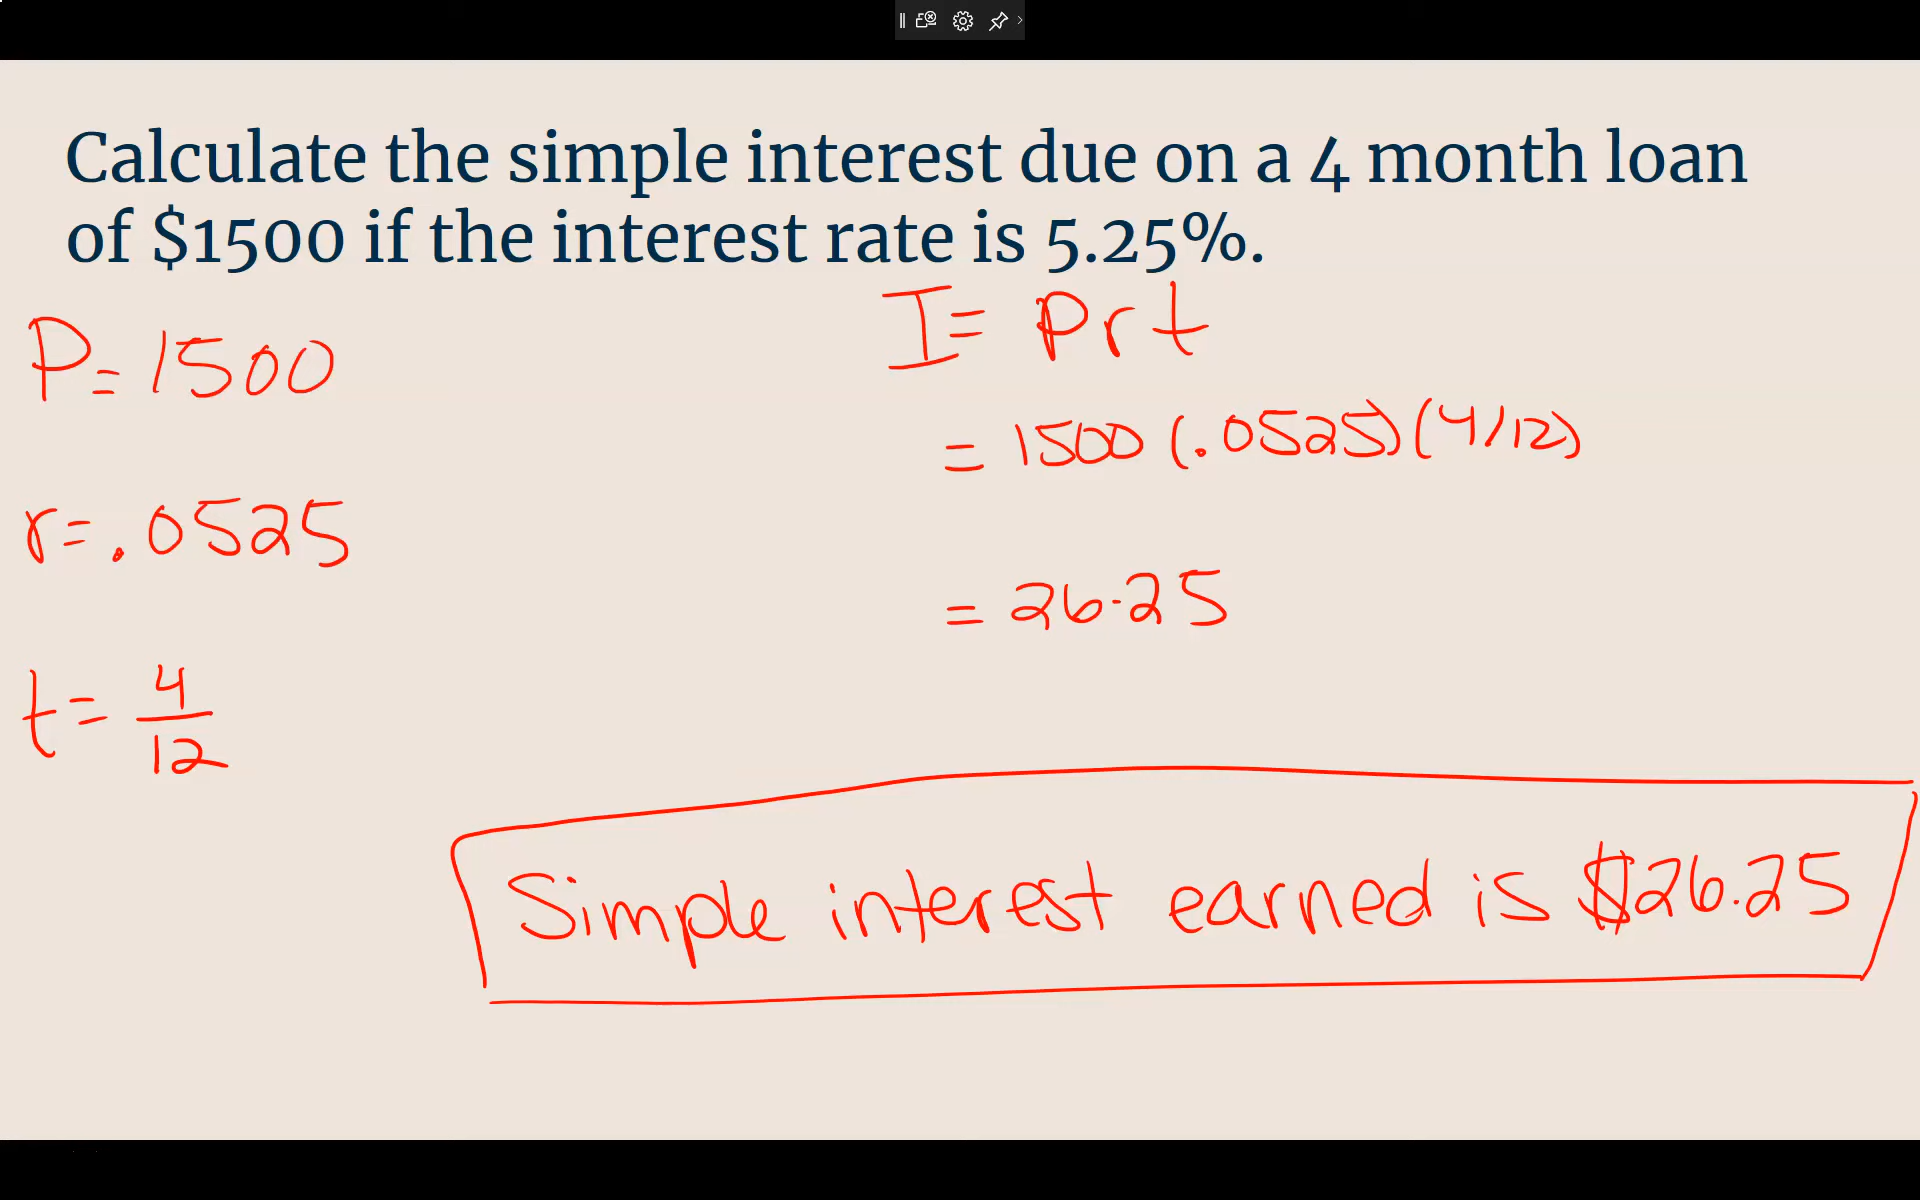 Calculate the simple interest due on a 4 month loan
of $1500 if the interest rate is 5.25%.
I = Prt
P = 1500
= 1500 (.0525)(4/12)
r = .0525
= 26.25
t = 4/12
Simple interest earned is $26.25